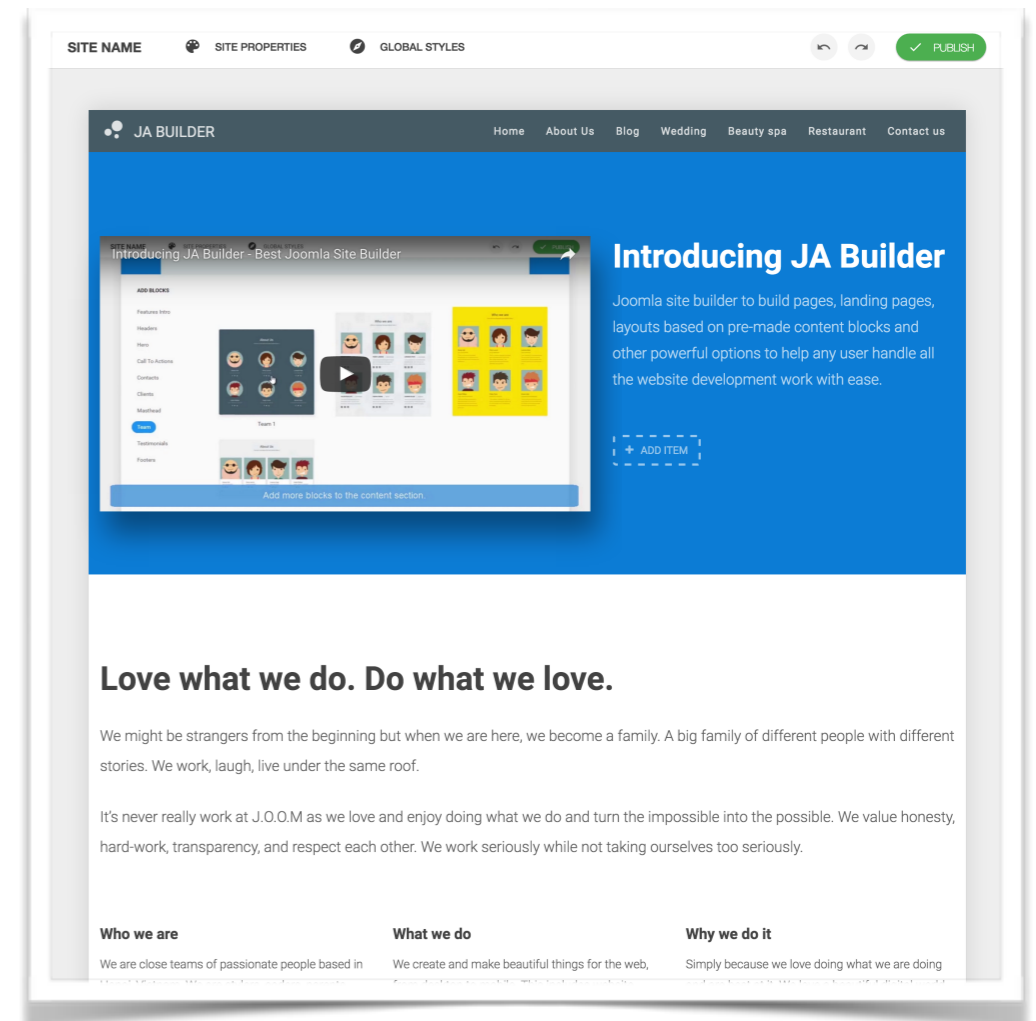 SITE NAME SITE PROPERTIES GLOBAL STYLES PUBLISH
JA BUILDER Home About Us Blog Wedding Beauty spa Restaurant Contact us
Introducing JA Builder - Best Joomla Site Builder
ADD BLOCKS
Features Intro
Headers
Hero
Call To Actions
Contacts
Clients
Masthead
Team
Testimonials
Footers
Team 1
Add more blocks to the content section.
Introducing JA Builder
Joomla site builder to build pages, landing pages,
layouts based on pre-made content blocks and
other powerful options to help any user handle all
the website development work with ease.
+ ADD ITEM
Love what we do. Do what we love.
We might be strangers from the beginning but when we are here, we become a family. A big family of different people with different
stories. We work, laugh, live under the same roof.
It's never really work at J.O.O.M as we love and enjoy doing what we do and turn the impossible into the possible. We value honesty,
hard-work, transparency, and respect each other. We work seriously while not taking ourselves too seriously.
Who we are
We are close teams of passionate people based in
What we do
We create and make beautiful things for the web,
Why we do it
Simply because we love doing what we are doing